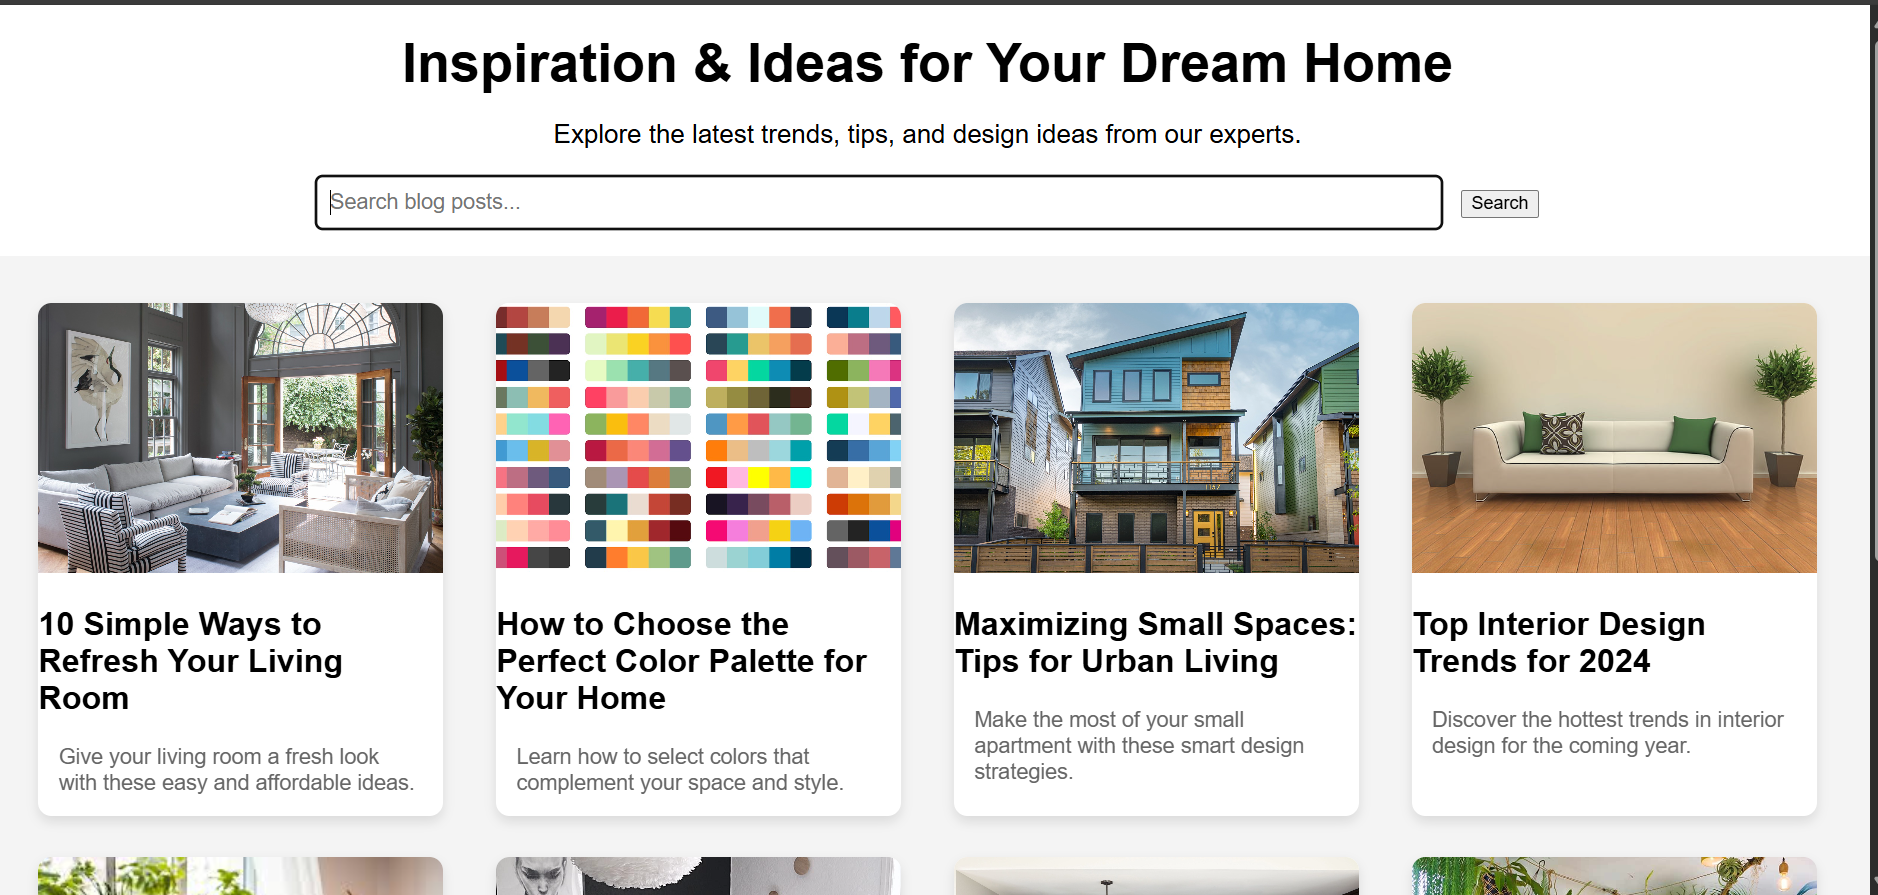 Inspiration & Ideas for Your Dream Home
Explore the latest trends, tips, and design ideas from our experts.
Search blog posts...
Search
10 Simple Ways to
Refresh Your Living
Room
Give your living room a fresh look
with these easy and affordable ideas.
How to Choose the
Perfect Color Palette for
Your Home
Learn how to select colors that
complement your space and style.
Maximizing Small Spaces:
Tips for Urban Living
Make the most of your small
apartment with these smart design
strategies.
Top Interior Design
Trends for 2024
Discover the hottest trends in interior
design for the coming year.